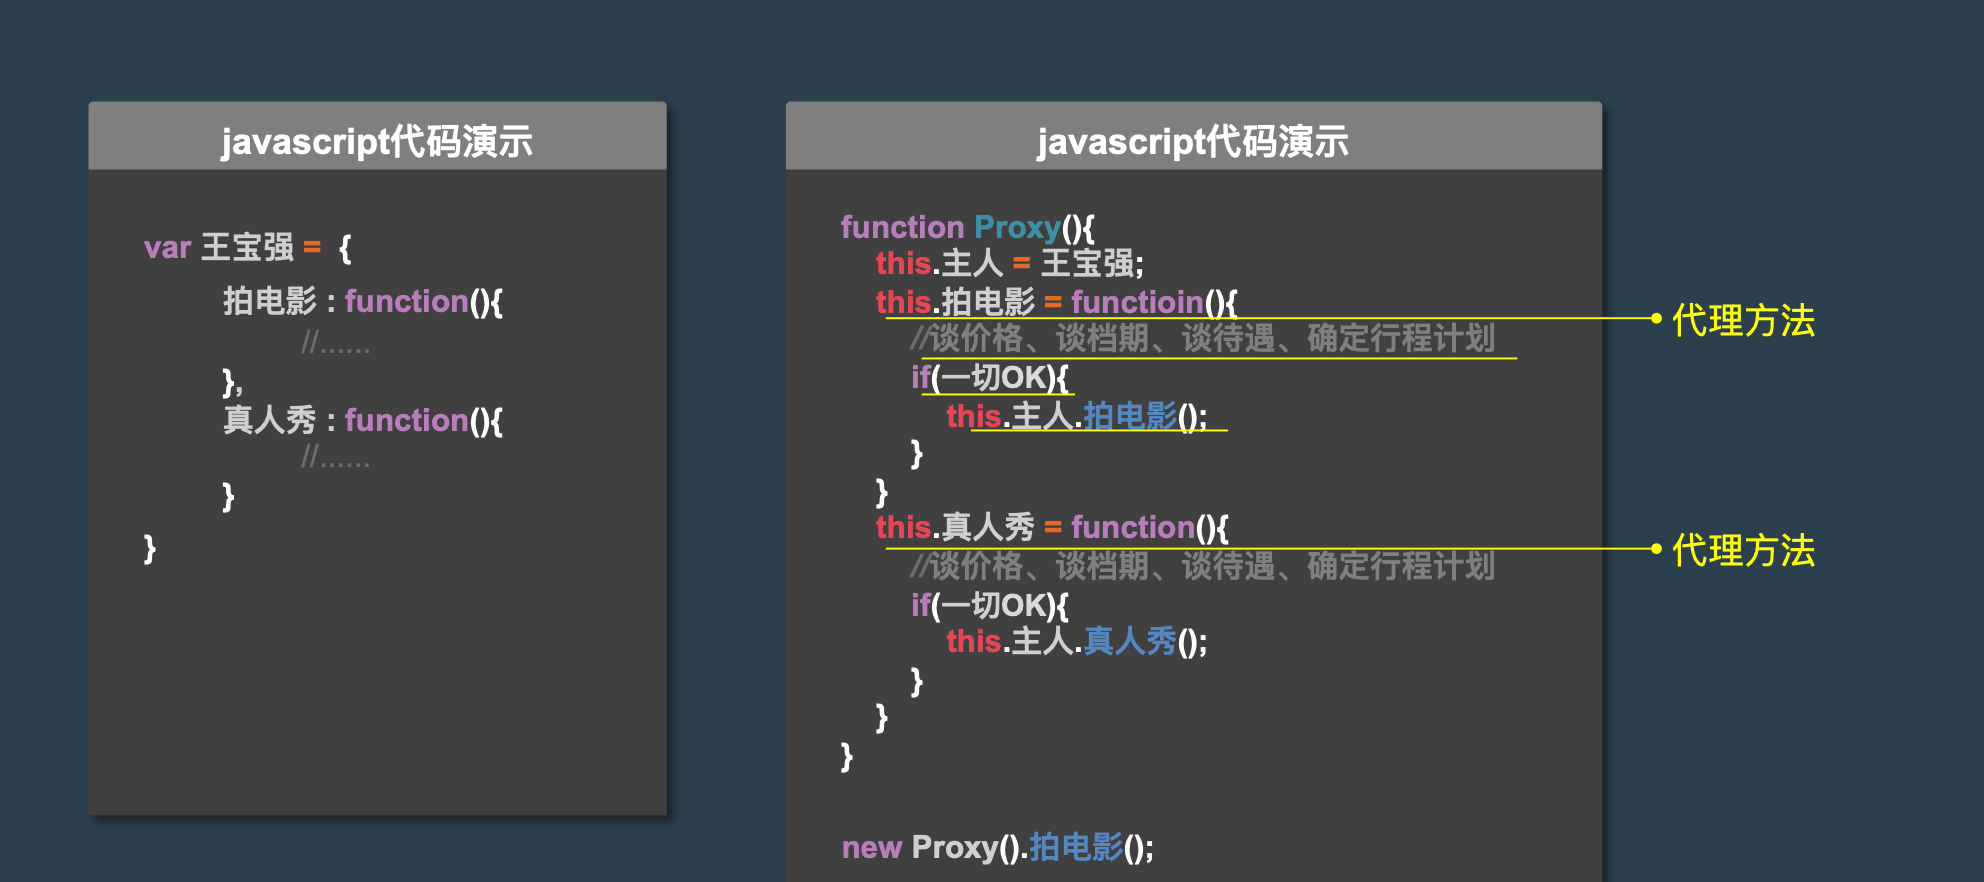 javascript代码演示
var 王宝强 = {
拍电影 : function(){
//......
},
真人秀 : function(){
//......
}
}
javascript代码演示
function Proxy(){
this.主人 = 王宝强;
this.拍电影 = functioin(){
代理方法
//谈价格、谈档期、谈待遇、确定行程计划
if(一切OK){
this.主人.拍电影();
}
}
this.真人秀 = function(){
代理方法
//谈价格、谈档期、谈待遇、确定行程计划
if(一切OK){
this.主人.真人秀();
}
}
}
new Proxy().拍电影();